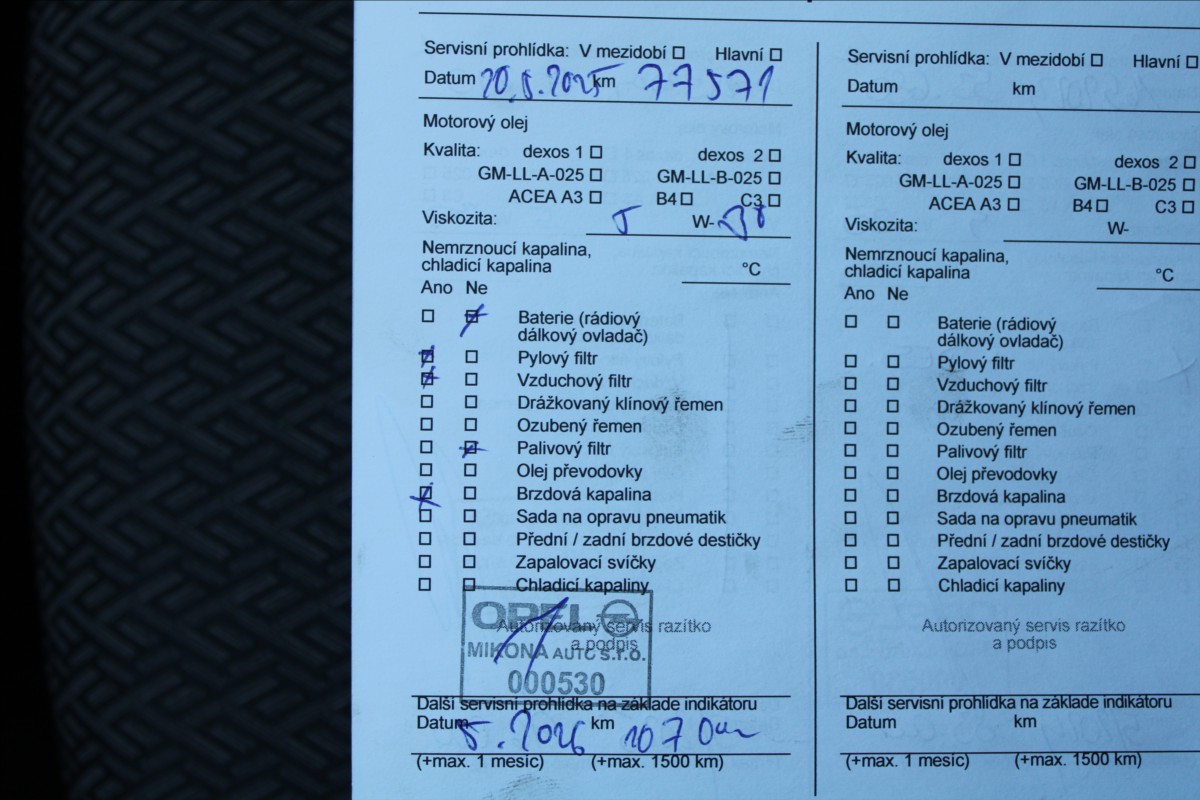 Servisní prohlídka: V mezidobí □ Hlavní □
Datum 20.5.2025 km 77571
Motorový olej
Kvalita: dexos 1 □ dexos 2 □
GM-LL-A-025 □ GM-LL-B-025 □
ACEA A3 □ B4 □ C3 □
Viskozita: 5 W-30
Nemrznoucí kapalina,
chladicí kapalina °C
Ano Ne
Baterie (rádiový
dálkový ovladač)
Pylový filtr
Vzduchový filtr
Drážkovaný klínový řemen
Ozubený řemen
Palivový filtr
Olej převodovky
Brzdová kapalina
Sada na opravu pneumatik
Přední / zadní brzdové destičky
Zapalovací svíčky
Chladicí kapaliny
OPEL
Autorizovaný servis razítko
a podpis
MIKONA AUTO s.r.o.
000530
Další servisní prohlídka na základe indikátoru
Datum 5. 2026 km 107 000
(+max. 1 mesíc) (+max. 1500 km)
Servisní prohlídka: V mezidobí □ Hlavní □
Datum km
Motorový olej
Kvalita: dexos 1 □ dexos 2 □
GM-LL-A-025 □ GM-LL-B-025 □
ACEA A3 □ B4 □ C3 □
Viskozita: W-
Nemrznoucí kapalina,
chladicí kapalina °C
Ano Ne
Baterie (rádiový
dálkový ovladač)
Pylový filtr
Vzduchový filtr
Drážkovaný klínový řemen
Ozubený řemen
Palivový filtr
Olej převodovky
Brzdová kapalina
Sada na opravu pneumatik
Přední / zadní brzdové destičky
Zapalovací svíčky
Chladicí kapaliny
Autorizovaný servis razítko
a podpis
Další servisní prohlídka na základe indikátoru
Datum km
(+max. 1 mesíc) (+max. 1500 km)